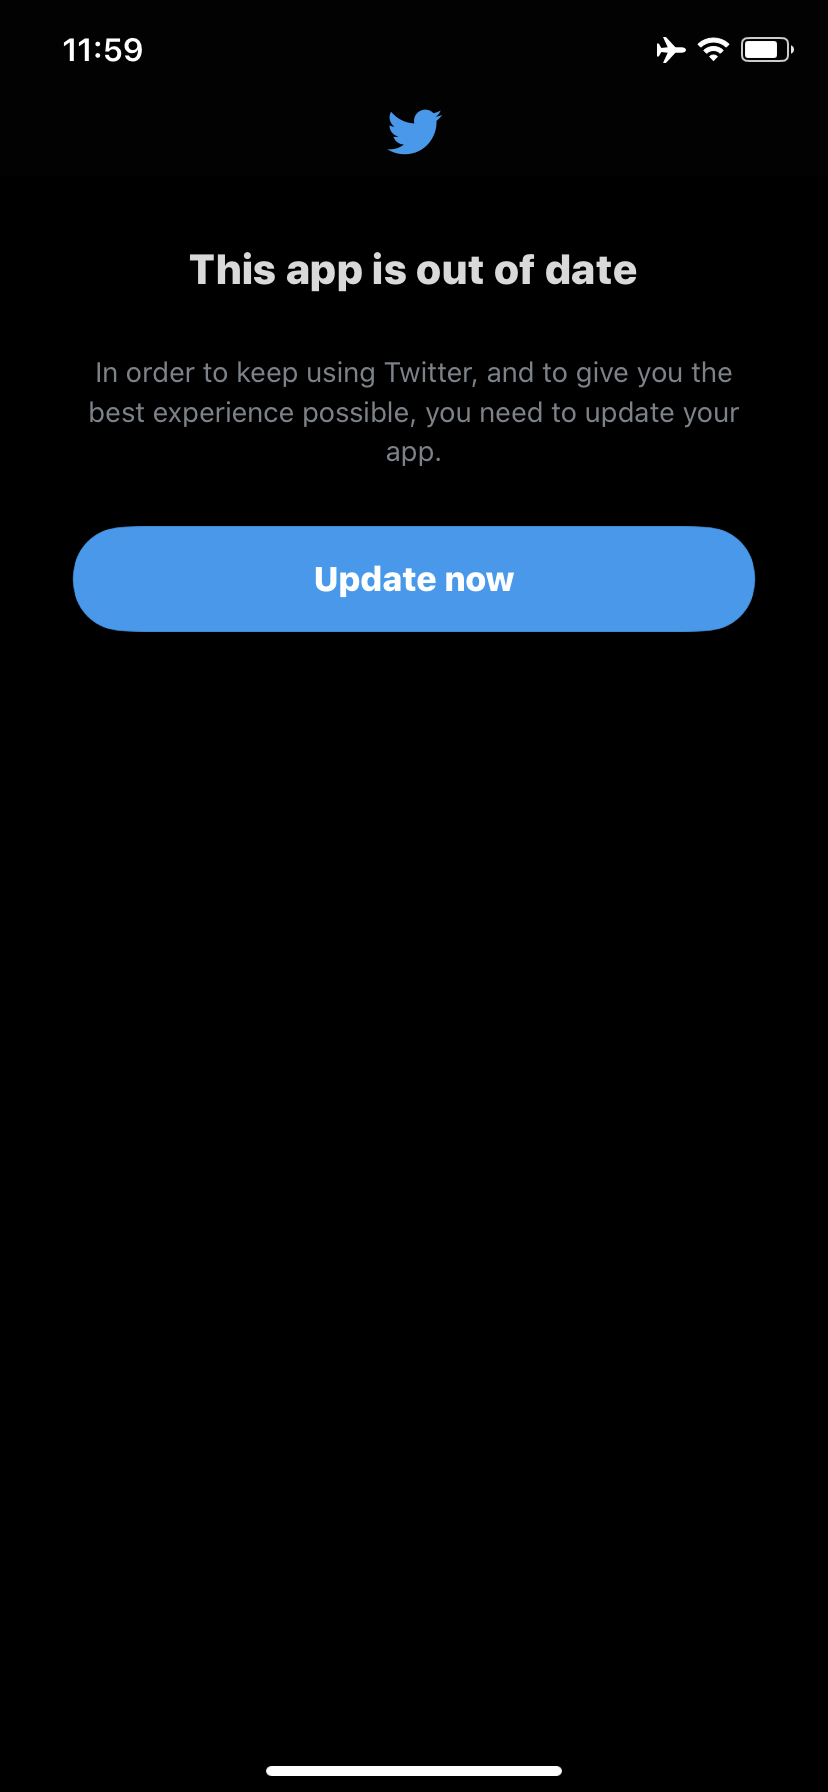 11:59
This app is out of date
In order to keep using Twitter, and to give you the
best experience possible, you need to update your
app.
Update now